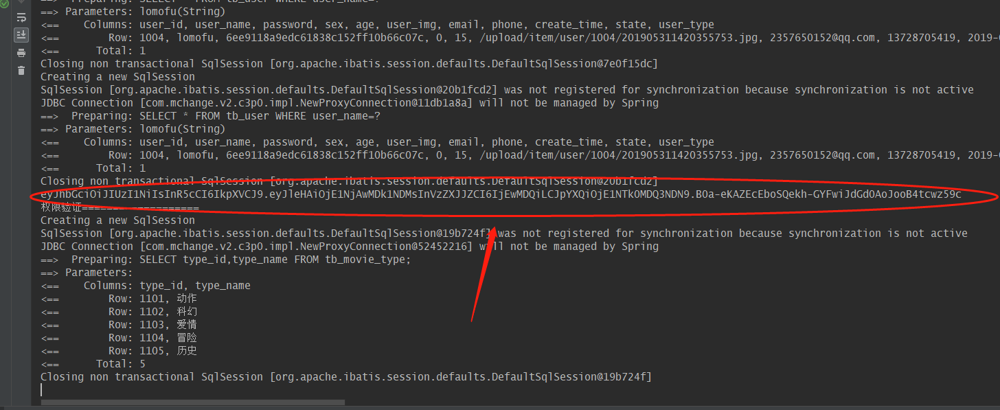 ==> Preparing: SELECT * FROM tb_user WHERE user_name=?
==> Parameters: lomofu(String)
<== Columns: user_id, user_name, password, sex, age, user_img, email, phone, create_time, state, user_type
<== Row: 1004, lomofu, 6ee9118a9edc61838c152ff10b66c07c, 0, 15, /upload/item/user/1004/201905311420355753.jpg, 2357650152@qq.com, 13728705419, 2019-
<== Total: 1
Closing non transactional SqlSession [org.apache.ibatis.session.defaults.DefaultSqlSession@7e0f15dc]
Creating a new SqlSession
SqlSession [org.apache.ibatis.session.defaults.DefaultSqlSession@20b1fcd2] was not registered for synchronization because synchronization is not active
JDBC Connection [com.mchange.v2.c3p0.impl.NewProxyConnection@11db1a8a] will not be managed by Spring
==> Preparing: SELECT * FROM tb_user WHERE user_name=?
==> Parameters: lomofu(String)
<== Columns: user_id, user_name, password, sex, age, user_img, email, phone, create_time, state, user_type
<== Row: 1004, lomofu, 6ee9118a9edc61838c152ff10b66c07c, 0, 15, /upload/item/user/1004/201905311420355753.jpg, 2357650152@qq.com, 13728705419, 2019-
<== Total: 1
Closing non transactional SqlSession [org.apache.ibatis.session.defaults.DefaultSqlSession@20b1fcd2]
eyJhbGciOiJIUzI1NiIsInR5cCI6IkpXVCJ9.eyJleHAiOjE1NjAwMDk1NDMsInVzZXJJZCI6IjEwMDQiLCJpYXQiOjE1NTk0MDQ3NDN9.BOa-eKAZEcEboSQekh-GYFwiJdGdOAoJooB4tcwz59c
权限验证===================
Creating a new SqlSession
SqlSession [org.apache.ibatis.session.defaults.DefaultSqlSession@19b724f] was not registered for synchronization because synchronization is not active
JDBC Connection [com.mchange.v2.c3p0.impl.NewProxyConnection@52452216] will not be managed by Spring
==> Preparing: SELECT type_id,type_name FROM tb_movie_type;
==> Parameters:
<== Columns: type_id, type_name
<== Row: 1101, 动作
<== Row: 1102, 科幻
<== Row: 1103, 爱情
<== Row: 1104, 冒险
<== Row: 1105, 历史
<== Total: 5
Closing non transactional SqlSession [org.apache.ibatis.session.defaults.DefaultSqlSession@19b724f]